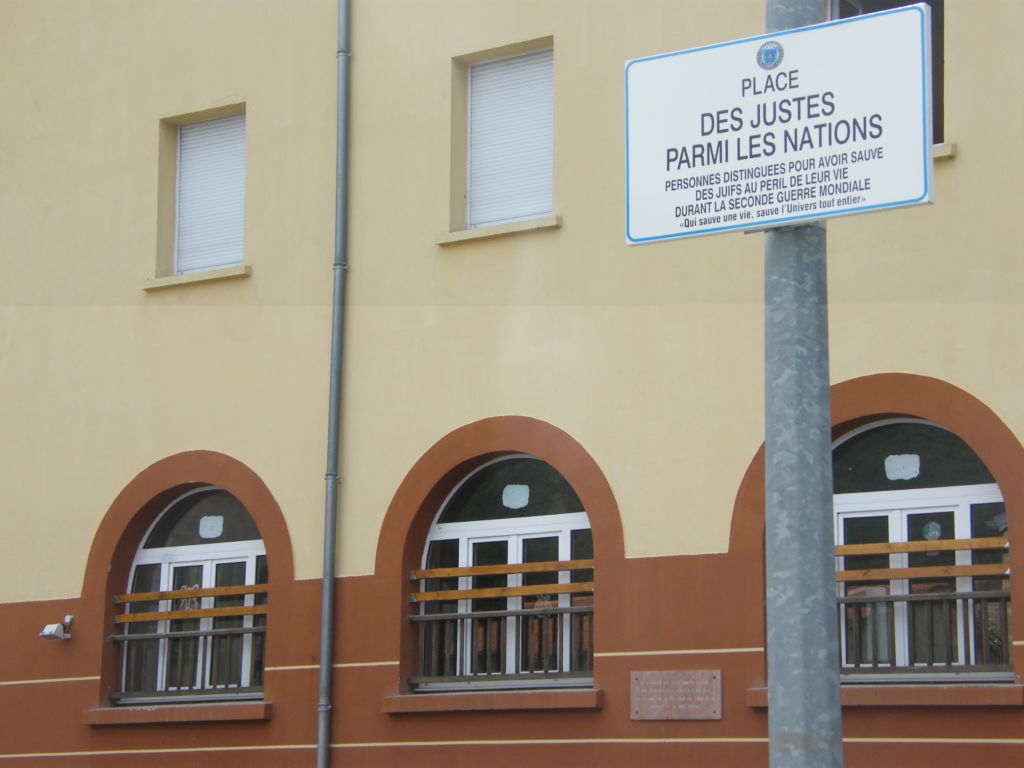 PLACE
DES JUSTES
PARMI LES NATIONS
PERSONNES DISTINGUEES POUR AVOIR SAUVE
DES JUIFS AU PERIL DE LEUR VIE
DURANT LA SECONDE GUERRE MONDIALE
«Qui sauve une vie, sauve l'Univers tout entier»